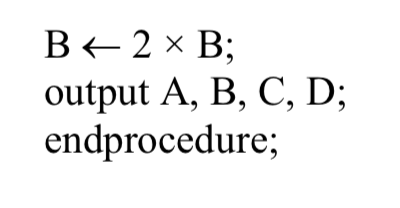 B ← 2 × B;
output A, B, C, D;
endprocedure;